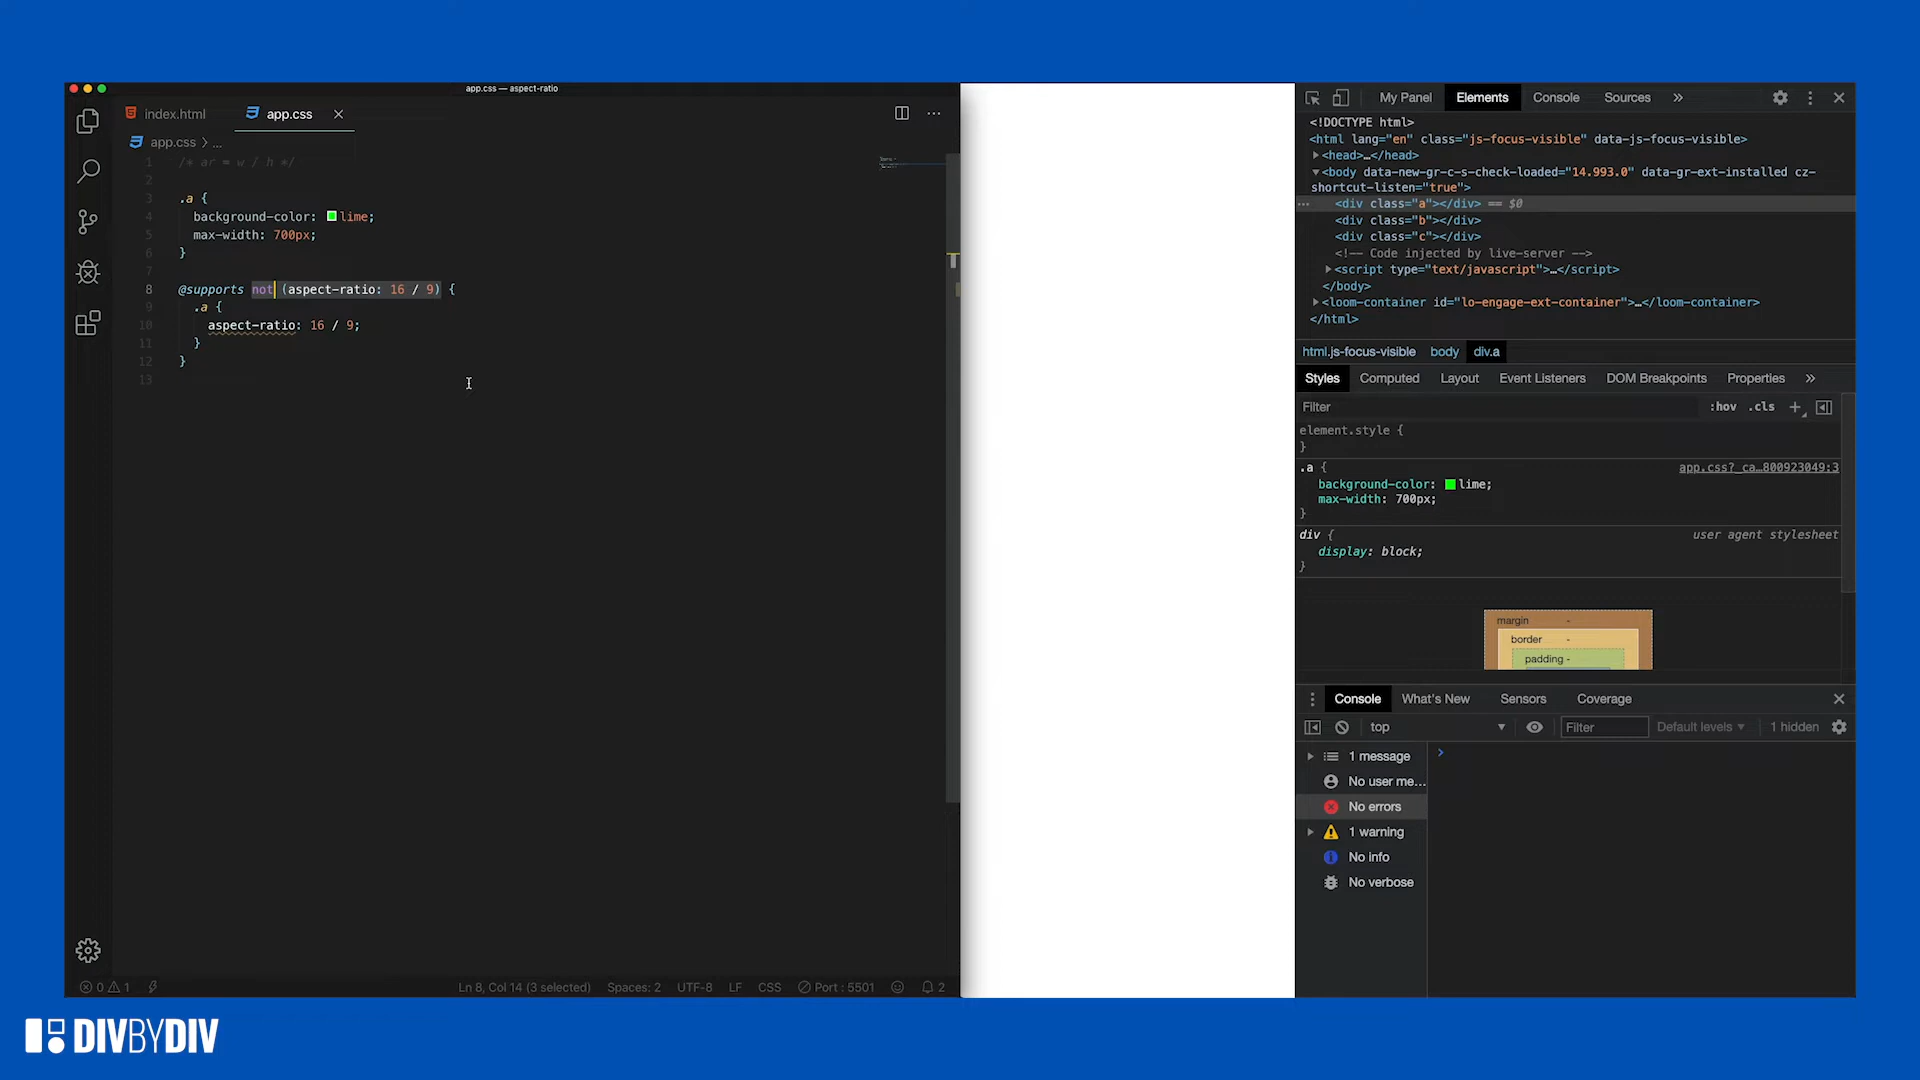 app.css — aspect-ratio
index.html
app.css
app.css > ...
1 /* ar = w / h */
2
3 .a {
4 background-color: lime;
5 max-width: 700px;
6 }
7
8 @supports not (aspect-ratio: 16 / 9) {
9 .a {
10 aspect-ratio: 16 / 9;
11 }
12 }
13
0 1
Ln 8, Col 14 (3 selected)
Spaces: 2
UTF-8
LF
CSS
Port : 5501
2
My Panel
Elements
Console
Sources
»
<!DOCTYPE html>
<html lang="en" class="js-focus-visible" data-js-focus-visible>
<head>…</head>
<body data-new-gr-c-s-check-loaded="14.993.0" data-gr-ext-installed cz-
shortcut-listen="true">
... <div class="a"></div> == $0
<div class="b"></div>
<div class="c"></div>
<!-- Code injected by live-server -->
<script type="text/javascript">…</script>
</body>
<loom-container id="lo-engage-ext-container">…</loom-container>
</html>
html.js-focus-visible
body
div.a
Styles
Computed
Layout
Event Listeners
DOM Breakpoints
Properties
»
Filter
:hov
.cls
+
element.style {
}
.a {
app.css?_ca…800923049:3
background-color: lime;
max-width: 700px;
}
div {
user agent stylesheet
display: block;
}
margin -
border -
padding -
Console
What's New
Sensors
Coverage
top
Filter
Default levels
1 hidden
1 message
No user me…
No errors
1 warning
No info
No verbose
DIVBYDIV